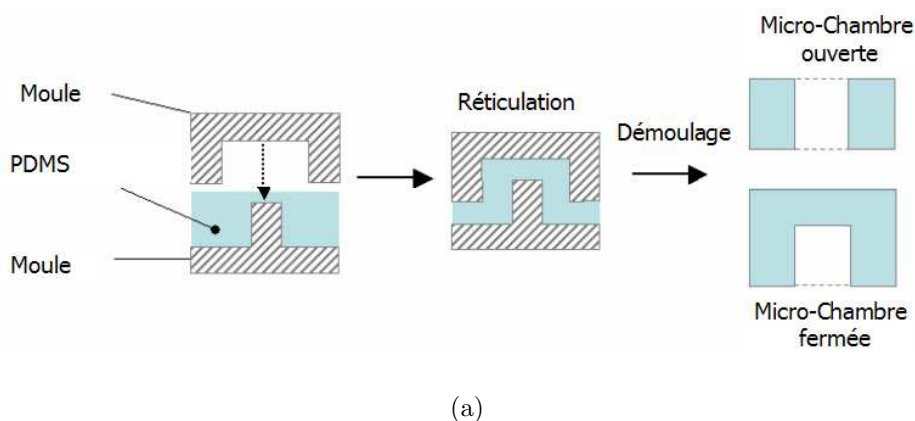 Moule
PDMS
Moule
Réticulation
Démoulage
Micro-Chambre
ouverte
Micro-Chambre
fermée
(a)